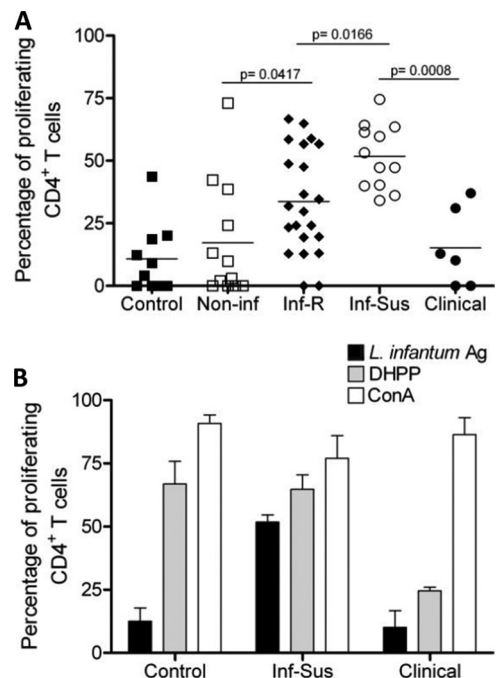 A
Percentage of proliferating
CD4+ T cells
100
75
50
25
0
p= 0.0166
p= 0.0417
p= 0.0008
Control Non-inf Inf-R Inf-Sus Clinical
L. infantum Ag
DHPP
ConA
B
Percentage of proliferating
CD4+ T cells
100
75
50
25
0
Control Inf-Sus Clinical